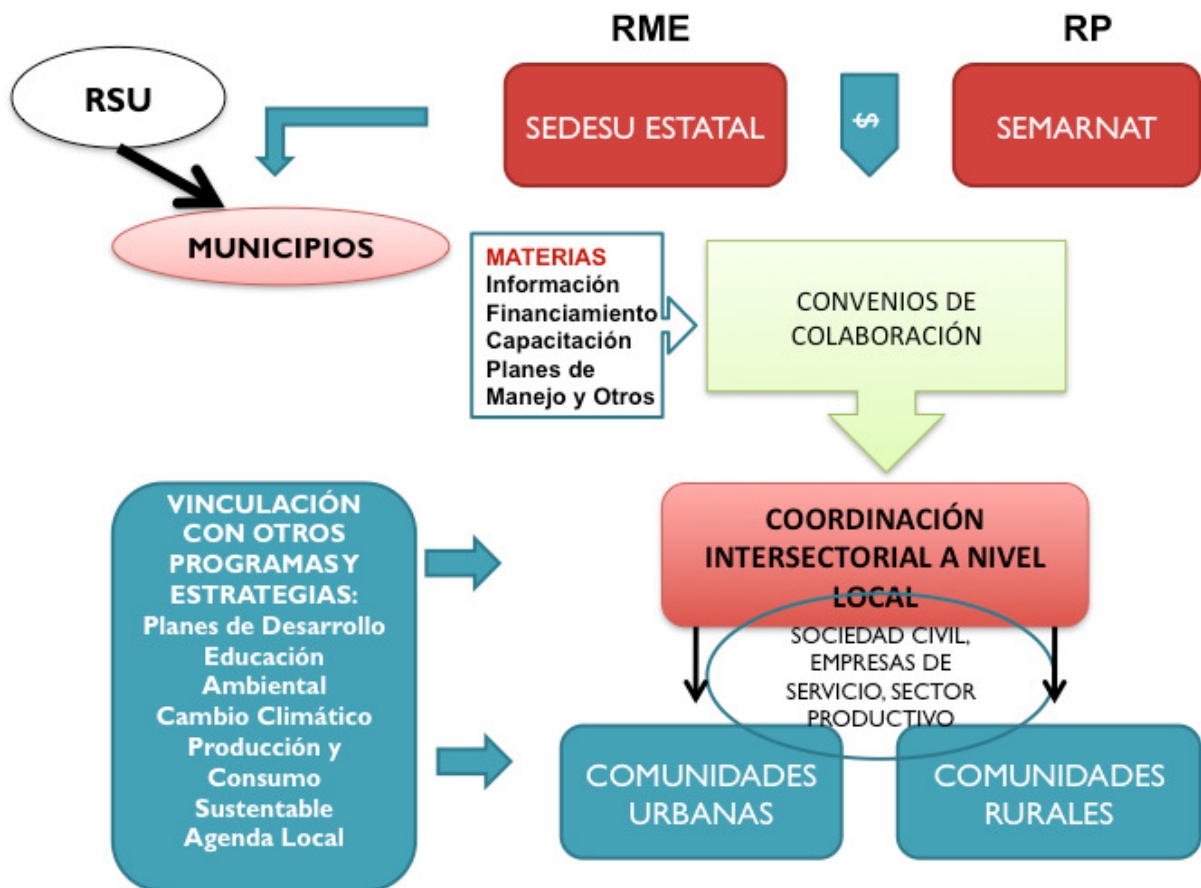 RME
RP
RSU
SEDESU ESTATAL
$
SEMARNAT
MUNICIPIOS
MATERIAS
Información
Financiamiento
Capacitación
Planes de
Manejo y Otros
CONVENIOS DE
COLABORACIÓN
VINCULACIÓN
CON OTROS
PROGRAMAS Y
ESTRATEGIAS:
Planes de Desarrollo
Educación
Ambiental
Cambio Climático
Producción y
Consumo
Sustentable
Agenda Local
COORDINACIÓN
INTERSECTORIAL A NIVEL
LOCAL
SOCIEDAD CIVIL,
EMPRESAS DE
SERVICIO, SECTOR
PRODUCTIVO
COMUNIDADES
URBANAS
COMUNIDADES
RURALES